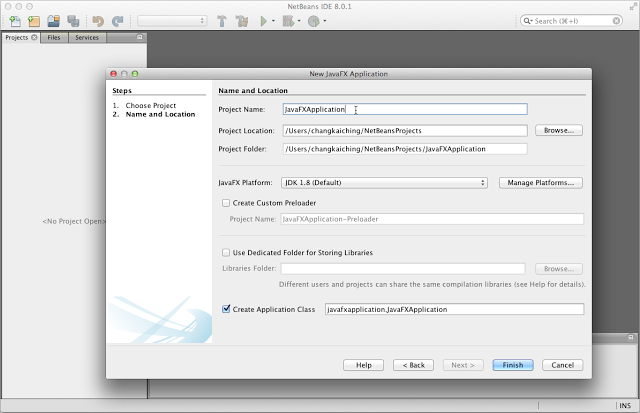 NetBeans IDE 8.0.1
Search (⌘+I)
Projects Files Services
<No Project Open>
New JavaFX Application
Steps
1. Choose Project
2. Name and Location
Name and Location
Project Name: JavaFXApplication
Project Location: /Users/changkaiching/NetBeansProjects Browse...
Project Folder: /Users/changkaiching/NetBeansProjects/JavaFXApplication
JavaFX Platform: JDK 1.8 (Default) Manage Platforms...
Create Custom Preloader
Project Name: JavaFXApplication-Preloader
Use Dedicated Folder for Storing Libraries
Libraries Folder: Browse...
Different users and projects can share the same compilation libraries (see Help for details).
Create Application Class javafxapplication.JavaFXApplication
Help < Back Next > Finish Cancel
INS